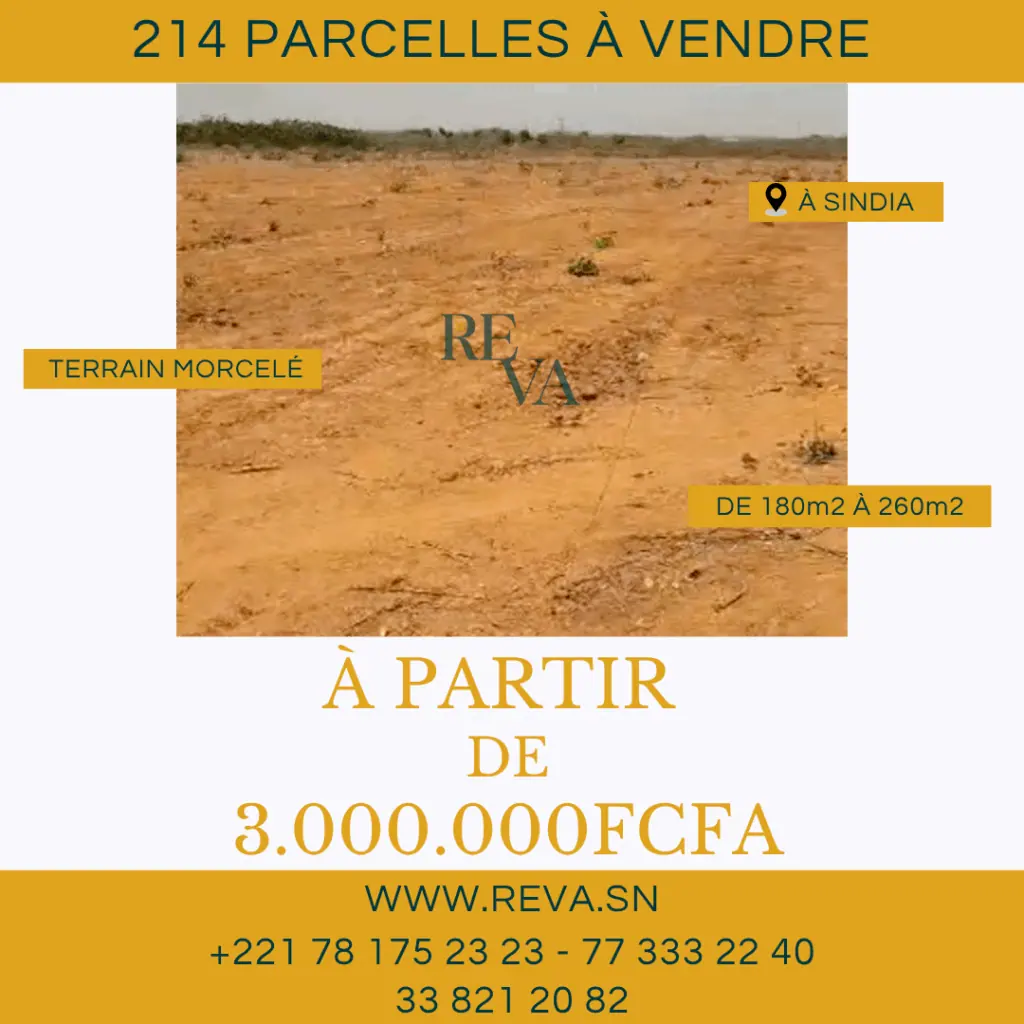 214 PARCELLES À VENDRE
À SINDIA
RE
VA
TERRAIN MORCELÉ
DE 180m2 À 260m2
À PARTIR
DE
3.000.000FCFA
WWW.REVA.SN
+221 78 175 23 23 - 77 333 22 40
33 821 20 82